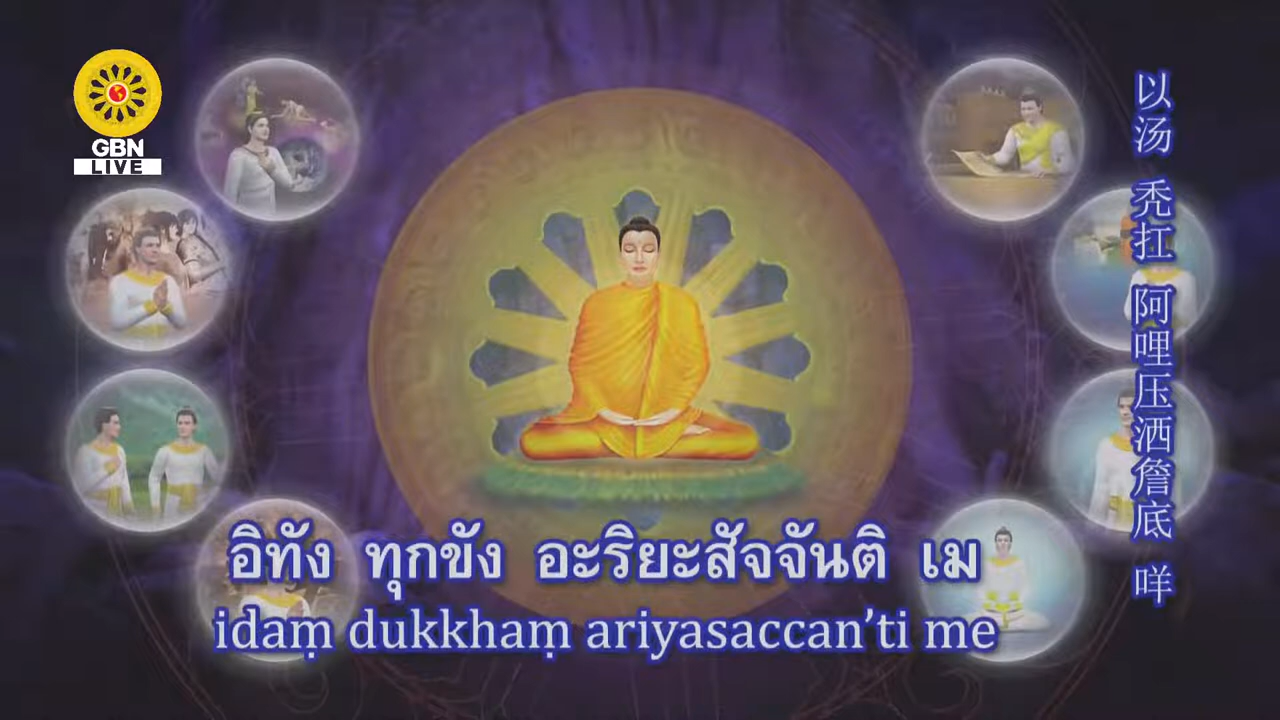 GBN
LIVE
以汤 秃扛 阿哩压洒詹底 咩
อิทัง ทุกขัง อะริยะสัจจันติ เม
idaṃ dukkhaṃ ariyasaccan’ti me